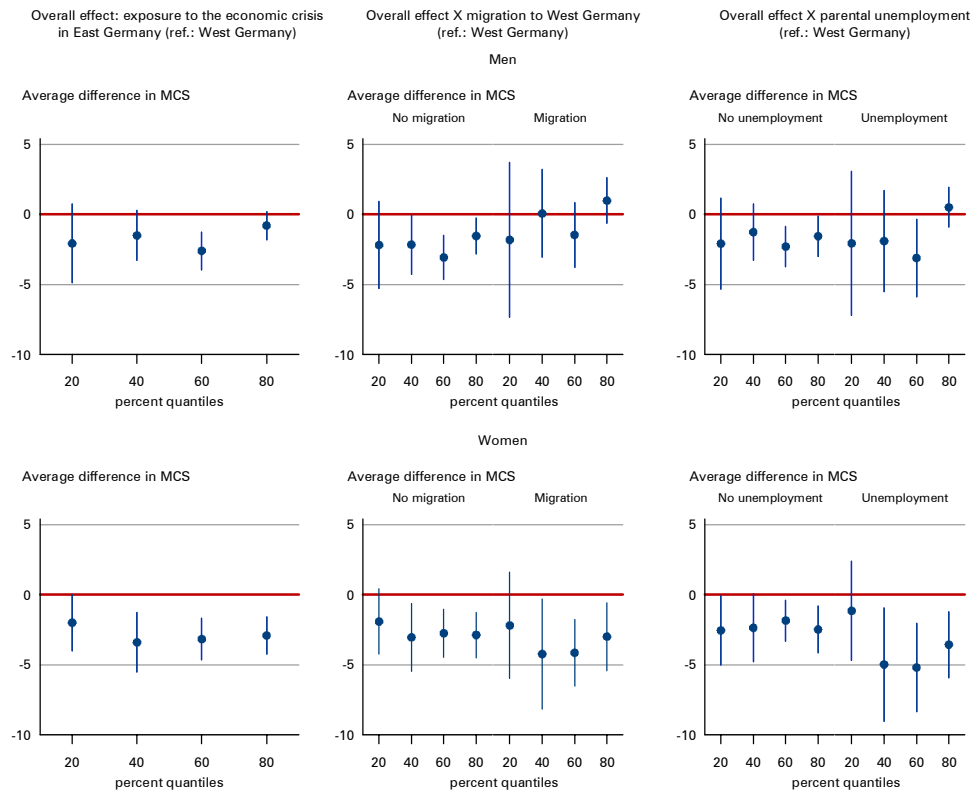 Overall effect: exposure to the economic crisis
in East Germany (ref.: West Germany)
Overall effect X migration to West Germany
(ref.: West Germany)
Overall effect X parental unemployment
(ref.: West Germany)
Men
Average difference in MCS
5
0
-5
-10
20 40 60 80
percent quantiles
Average difference in MCS
No migration Migration
5
0
-5
-10
20 40 60 80 20 40 60 80
percent quantiles
Average difference in MCS
No unemployment Unemployment
5
0
-5
-10
20 40 60 80 20 40 60 80
percent quantiles
Women
Average difference in MCS
5
0
-5
-10
20 40 60 80
percent quantiles
Average difference in MCS
No migration Migration
5
0
-5
-10
20 40 60 80 20 40 60 80
percent quantiles
Average difference in MCS
No unemployment Unemployment
5
0
-5
-10
20 40 60 80 20 40 60 80
percent quantiles